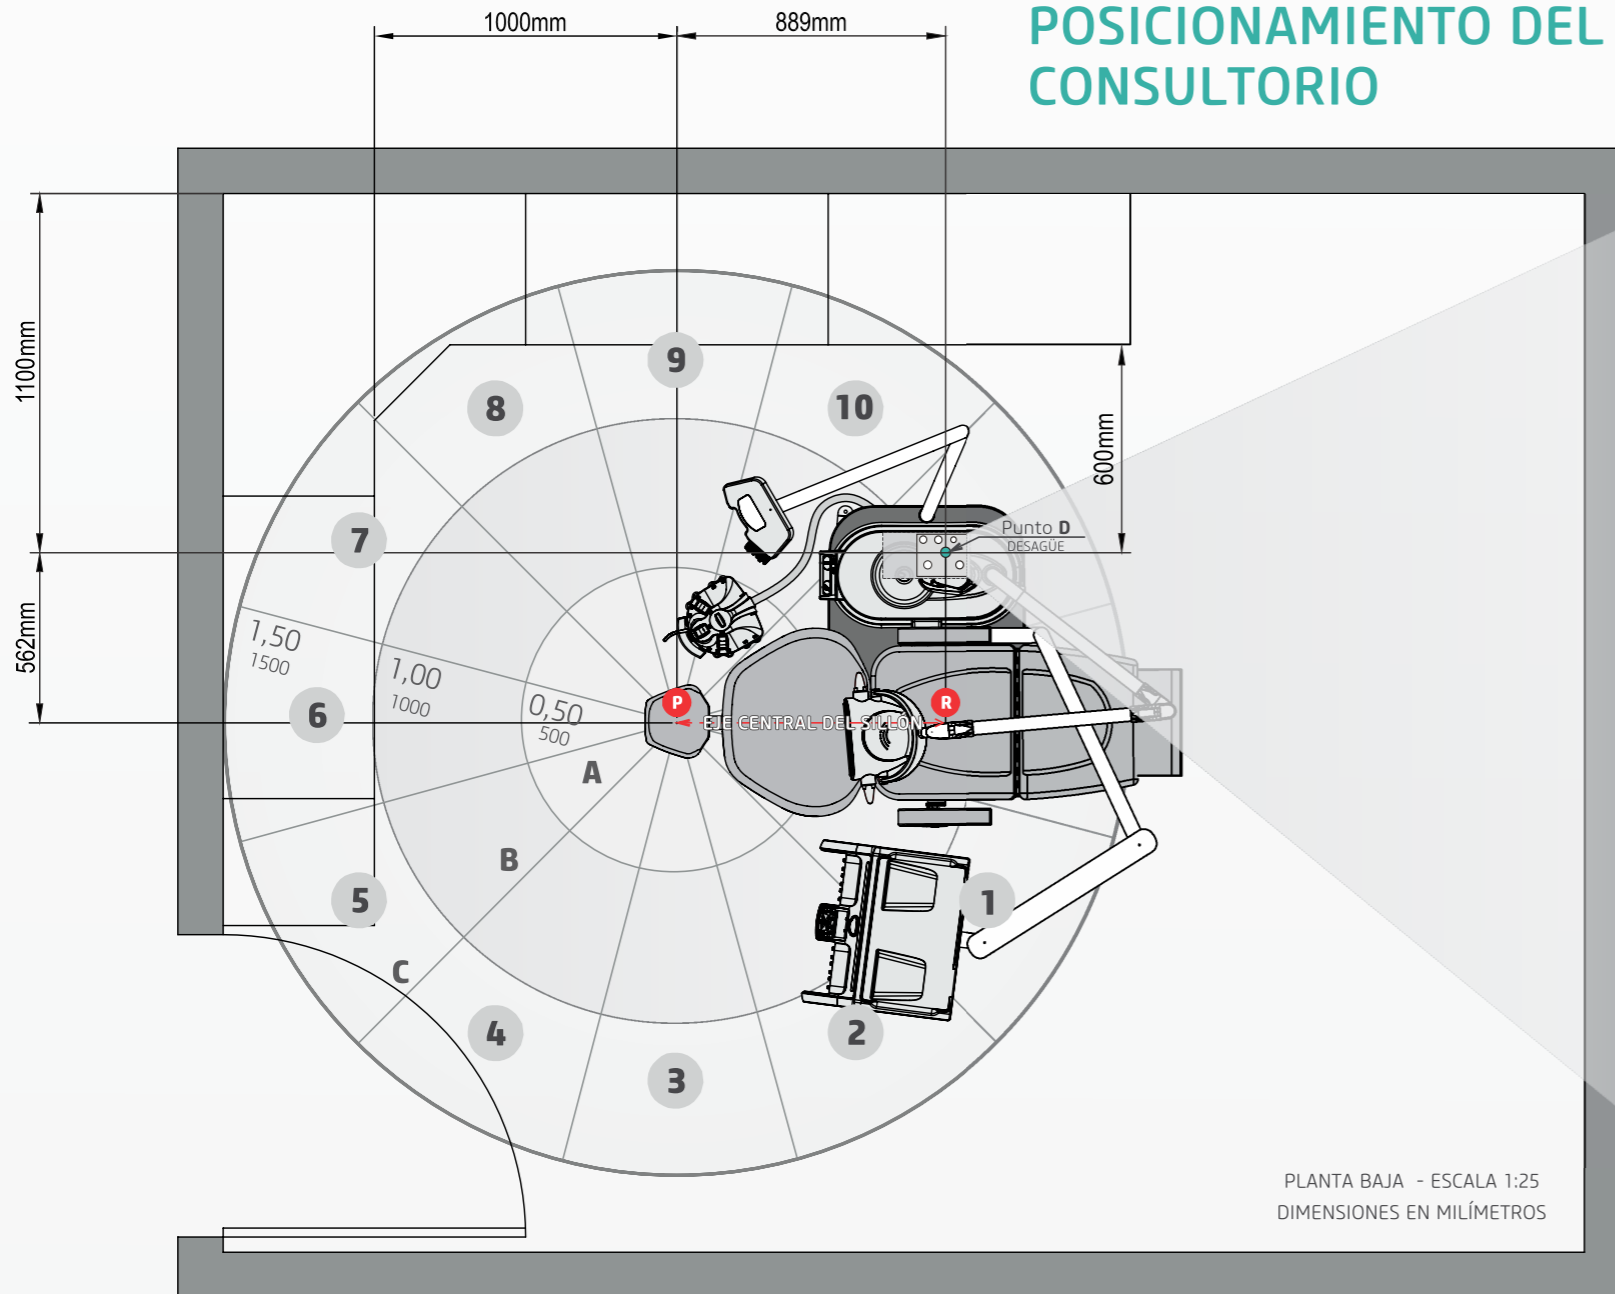 1000mm
889mm
POSICIONAMIENTO DEL
CONSULTORIO
1100mm
562mm
600mm
9
8
10
7
Punto D
DESAGÜE
1,50
1500
1,00
1000
0,50
500
6
P
R
EJE CENTRAL DEL SILLÓN
A
B
5
1
C
4
2
3
PLANTA BAJA - ESCALA 1:25
DIMENSIONES EN MILÍMETROS